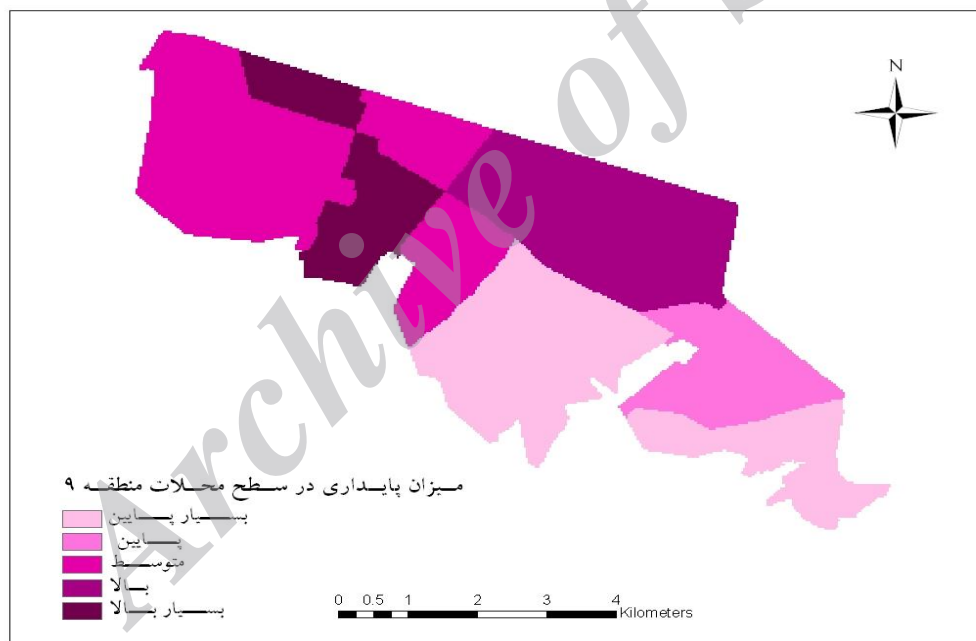 Archive of
N
میزان پایداری در سطح محلات منطقه ۹
بسیار پایین
پایین
متوسط
بالا
بسیار بالا
0 0.5 1 2 3 4
Kilometers